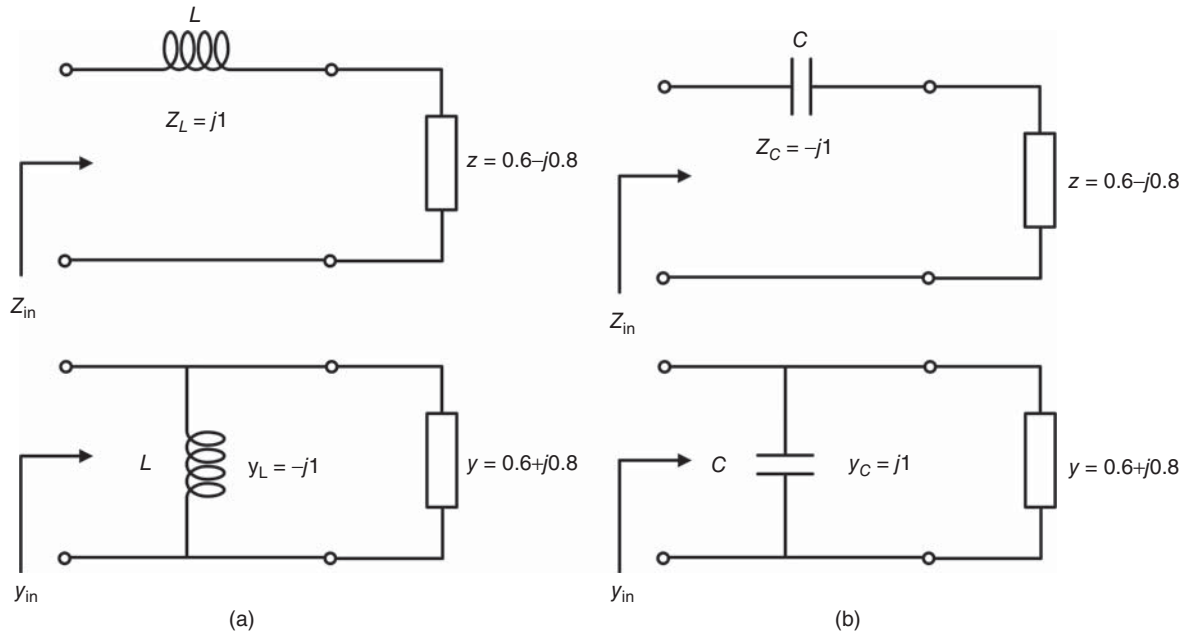 L
Z_L = j1
z = 0.6–j0.8
Z_in
C
Z_C = –j1
z = 0.6–j0.8
Z_in
L
y_L = –j1
y = 0.6+j0.8
y_in
(a)
C
y_C = j1
y = 0.6+j0.8
y_in
(b)